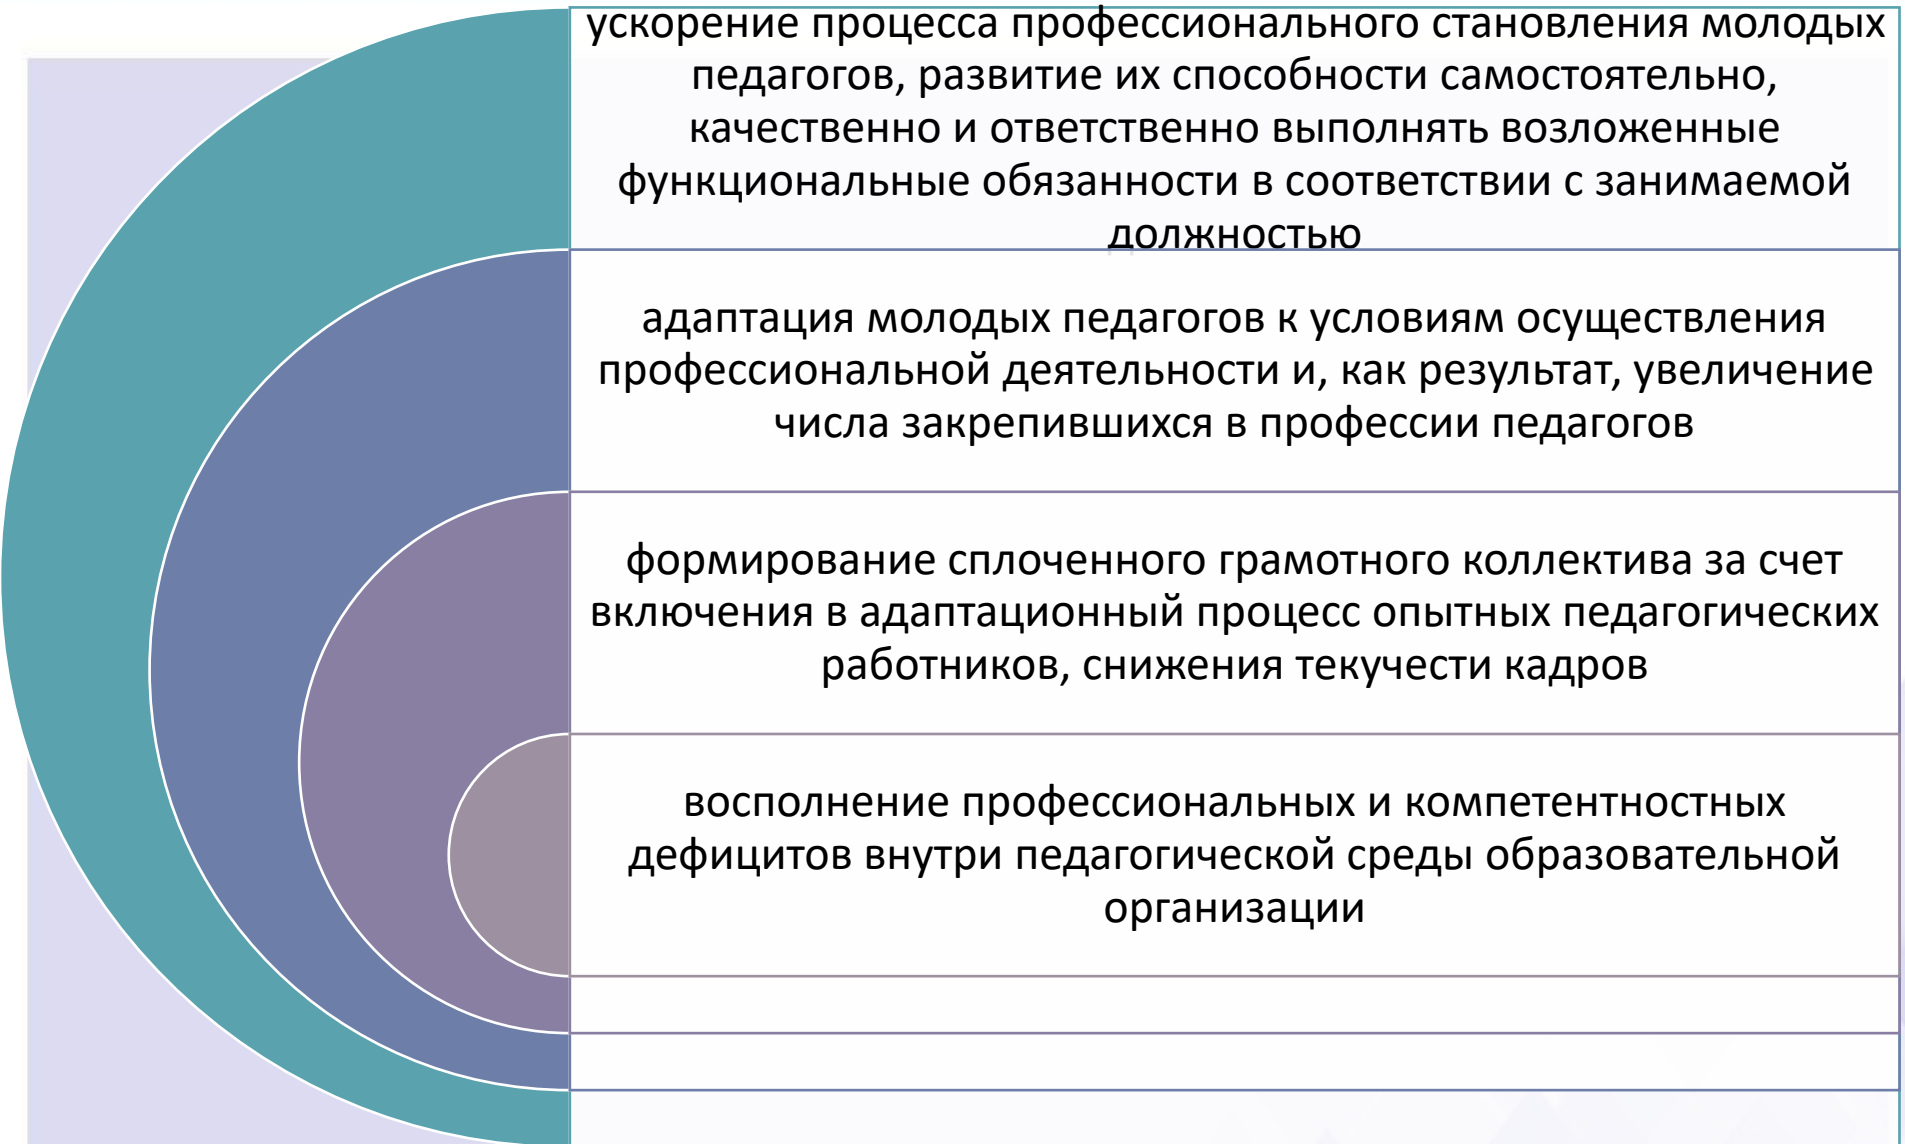 ускорение процесса профессионального становления молодых
педагогов, развитие их способности самостоятельно,
качественно и ответственно выполнять возложенные
функциональные обязанности в соответствии с занимаемой
должностью
адаптация молодых педагогов к условиям осуществления
профессиональной деятельности и, как результат, увеличение
числа закрепившихся в профессии педагогов
формирование сплоченного грамотного коллектива за счет
включения в адаптационный процесс опытных педагогических
работников, снижения текучести кадров
восполнение профессиональных и компетентностных
дефицитов внутри педагогической среды образовательной
организации